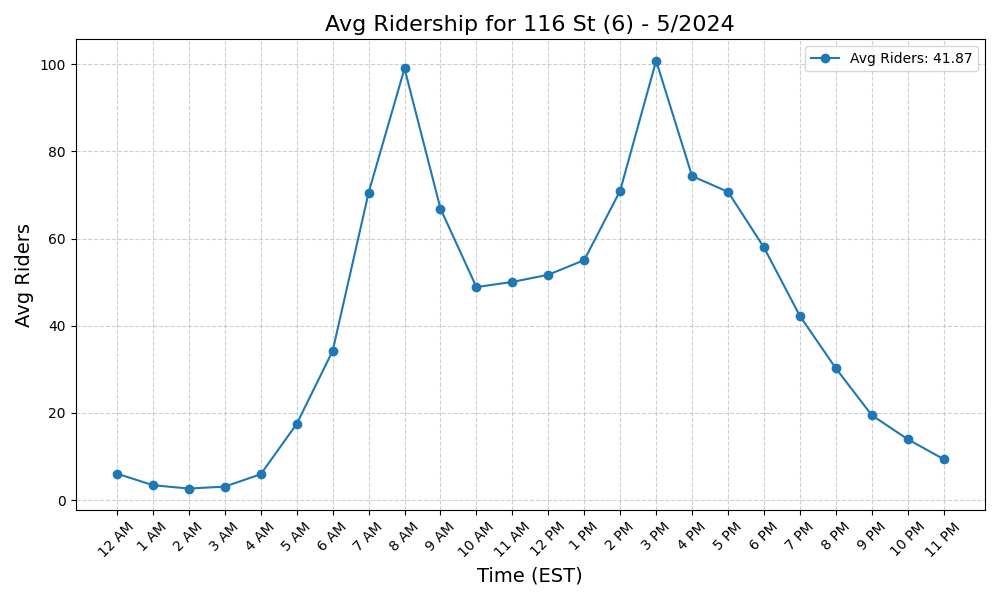 Avg Ridership for 116 St (6) - 5/2024
Avg Riders: 41.87
Avg Riders
100
80
60
40
20
0
12 AM
1 AM
2 AM
3 AM
4 AM
5 AM
6 AM
7 AM
8 AM
9 AM
10 AM
11 AM
12 PM
1 PM
2 PM
3 PM
4 PM
5 PM
6 PM
7 PM
8 PM
9 PM
10 PM
11 PM
Time (EST)